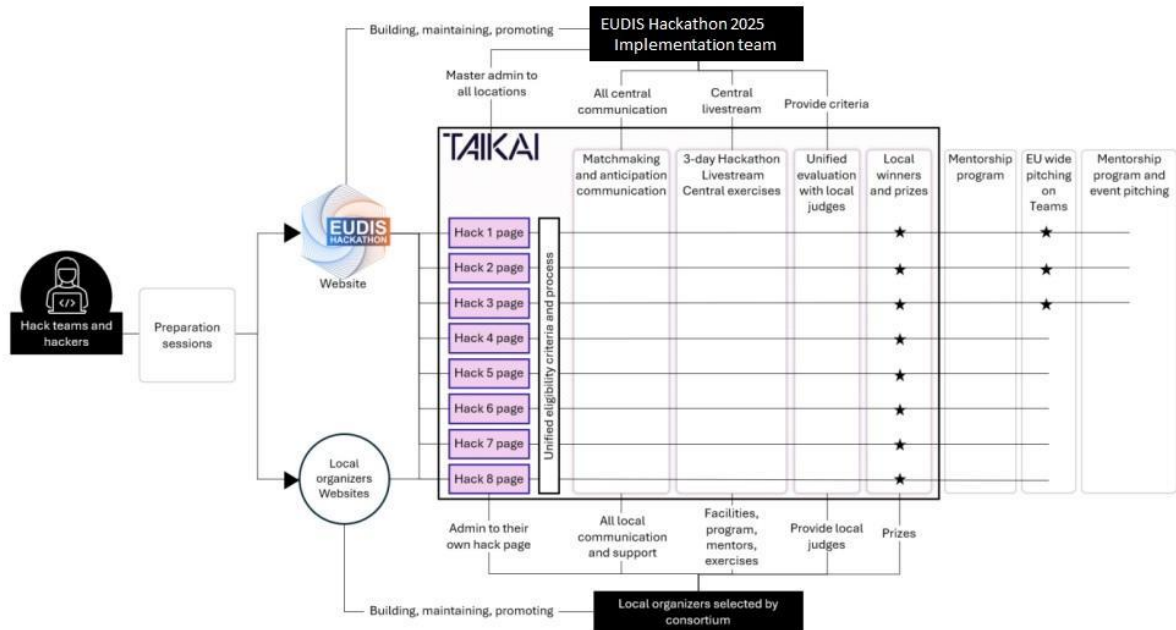 Building, maintaining, promoting
EUDIS Hackathon 2025
Implementation team
Master admin to
all locations
All central
communication
Central
livestream
Provide criteria
TAIKAI
Matchmaking
and anticipation
communication
3-day Hackathon
Livestream
Central exercises
Unified
evaluation
with local
judges
Local
winners
and prizes
Mentorship
program
EU wide
pitching
on
Teams
Mentorship
program and
event pitching
EUDIS
HACKATHON
Website
Hack 1 page
Hack 2 page
Hack 3 page
Hack 4 page
Hack 5 page
Hack 6 page
Hack 7 page
Hack 8 page
Unified eligibility criteria and process
Hack teams and
hackers
Preparation
sessions
Local
organizers
Websites
Admin to their
own hack page
All local
communication
and support
Facilities,
program,
mentors,
exercises
Provide local
judges
Prizes
Building, maintaining, promoting
Local organizers selected by
consortium